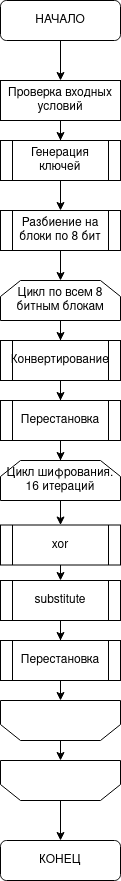 НАЧАЛО
Проверка входных
условий
Генерация
ключей
Разбиение на
блоки по 8 бит
Цикл по всем 8
битным блокам
Конвертирование
Перестановка
Цикл шифрования.
16 итераций
xor
substitute
Перестановка
КОНЕЦ